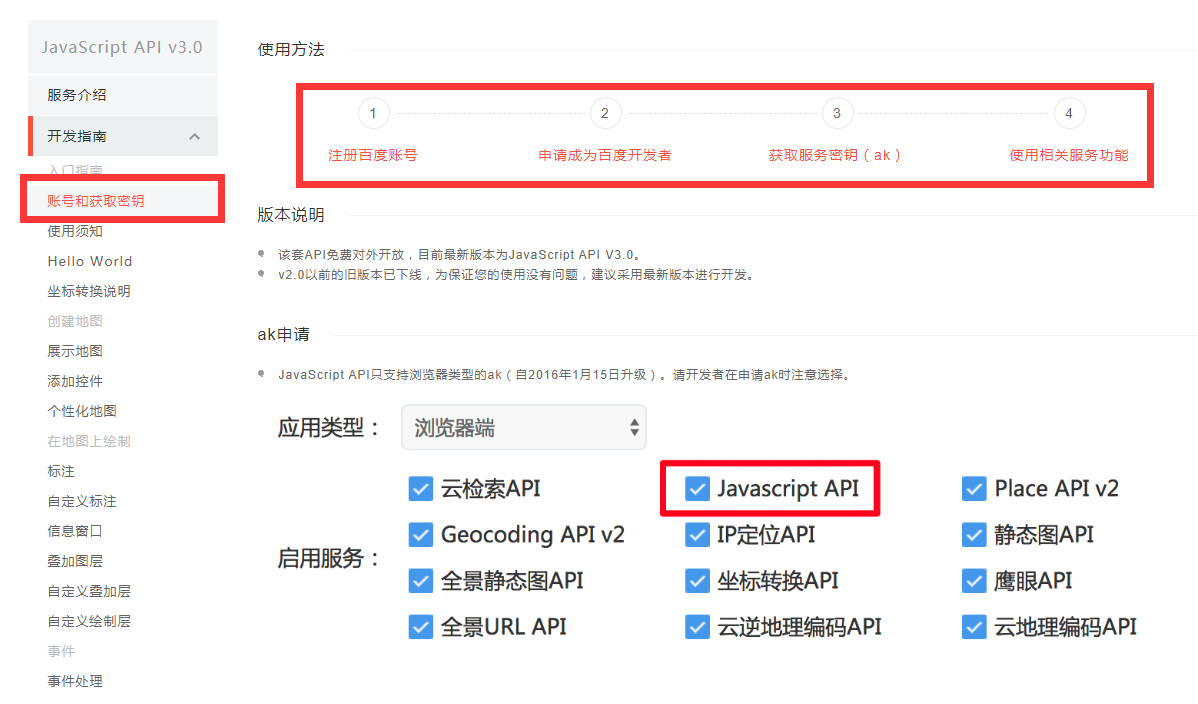 JavaScript API v3.0
服务介绍
开发指南
入门指南
账号和获取密钥
使用须知
Hello World
坐标转换说明
创建地图
展示地图
添加控件
个性化地图
在地图上绘制
标注
自定义标注
信息窗口
叠加图层
自定义叠加层
自定义绘制层
事件
事件处理
使用方法
1 2 3 4
注册百度账号 申请成为百度开发者 获取服务密钥（ak） 使用相关服务功能
版本说明
该套API免费对外开放，目前最新版本为JavaScript API V3.0。
v2.0以前的旧版本已下线，为保证您的使用没有问题，建议采用最新版本进行开发。
ak申请
JavaScript API只支持浏览器类型的ak（自2016年1月15日升级）。请开发者在申请ak时注意选择。
应用类型： 浏览器端
启用服务：
云检索API Javascript API Place API v2
Geocoding API v2 IP定位API 静态图API
全景静态图API 坐标转换API 鹰眼API
全景URL API 云逆地理编码API 云地理编码API